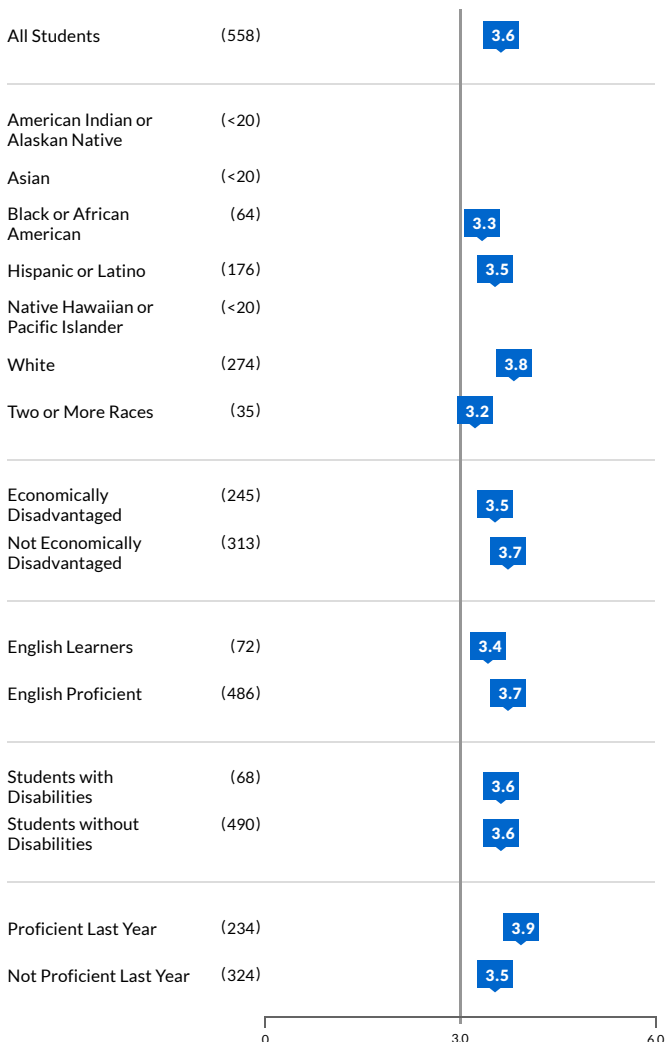 All Students (558) 3.6
American Indian or (<20)
Alaskan Native
Asian (<20)
Black or African (64) 3.3
American
Hispanic or Latino (176) 3.5
Native Hawaiian or (<20)
Pacific Islander
White (274) 3.8
Two or More Races (35) 3.2
Economically (245) 3.5
Disadvantaged
Not Economically (313) 3.7
Disadvantaged
English Learners (72) 3.4
English Proficient (486) 3.7
Students with (68) 3.6
Disabilities
Students without (490) 3.6
Disabilities
Proficient Last Year (234) 3.9
Not Proficient Last Year (324) 3.5
0 3.0 6.0